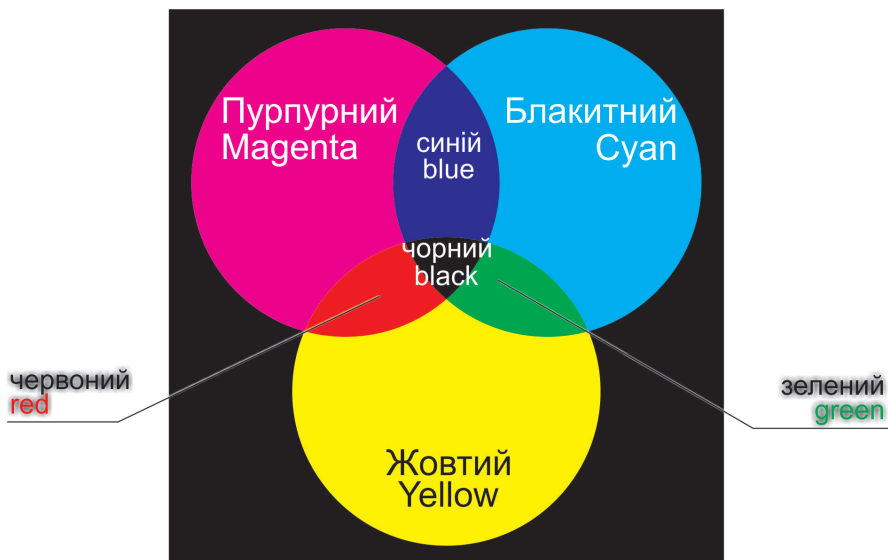 Пурпурний
Magenta
Блакитний
Cyan
синій
blue
чорний
black
червоний
red
зелений
green
Жовтий
Yellow